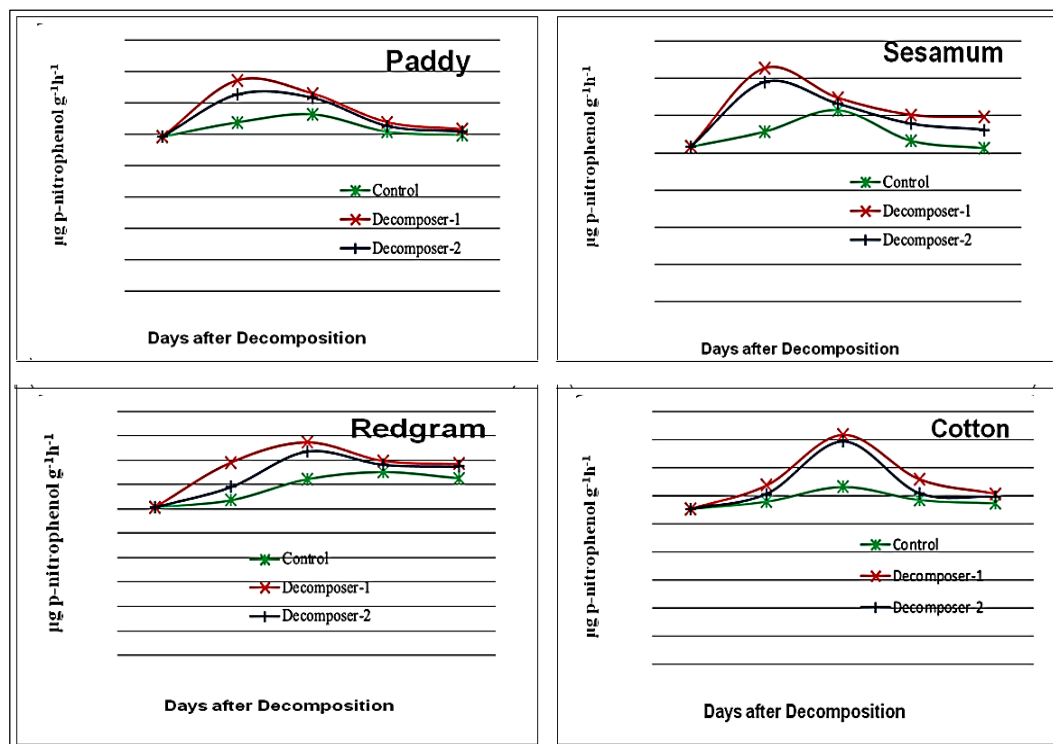 Paddy
µg p-nitrophenol g-1h-1
Control
Decomposer-1
Decomposer-2
Days after Decomposition
Sesamum
µg p-nitrophenol g-1h-1
Control
Decomposer-1
Decomposer-2
Days after Decomposition
Redgram
µg p-nitrophenol g-1h-1
Control
Decomposer-1
Decomposer-2
Days after Decomposition
Cotton
µg p-nitrophenol g-1h-1
Control
Decomposer-1
Decomposer-2
Days after Decomposition